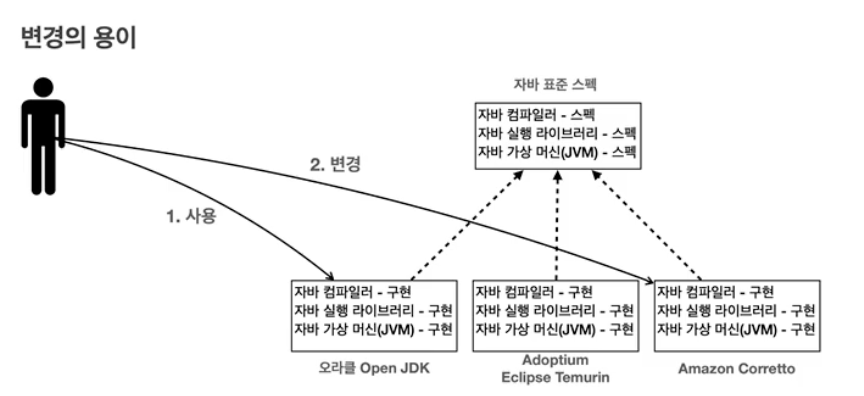 변경의 용이
자바 표준 스펙
자바 컴파일러 - 스펙
자바 실행 라이브러리 - 스펙
자바 가상 머신(JVM) - 스펙
2. 변경
1. 사용
자바 컴파일러 - 구현
자바 실행 라이브러리 - 구현
자바 가상 머신(JVM) - 구현
오라클 Open JDK
자바 컴파일러 - 구현
자바 실행 라이브러리 - 구현
자바 가상 머신(JVM) - 구현
Adoptium
Eclipse Temurin
자바 컴파일러 - 구현
자바 실행 라이브러리 - 구현
자바 가상 머신(JVM) - 구현
Amazon Corretto